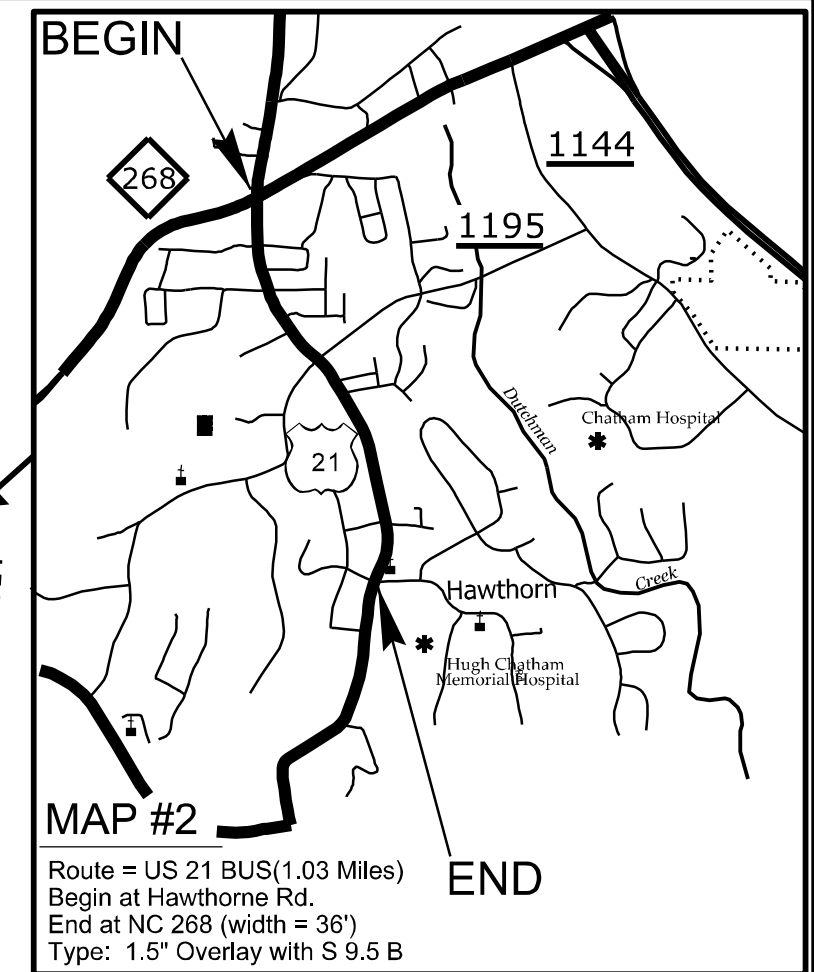 BEGIN
268
1144
1195
Dutchman
Chatham Hospital
21
Creek
Hawthorn
Hugh Chatham
Memorial Hospital
MAP #2
END
Route = US 21 BUS(1.03 Miles)
Begin at Hawthorne Rd.
End at NC 268 (width = 36')
Type: 1.5" Overlay with S 9.5 B